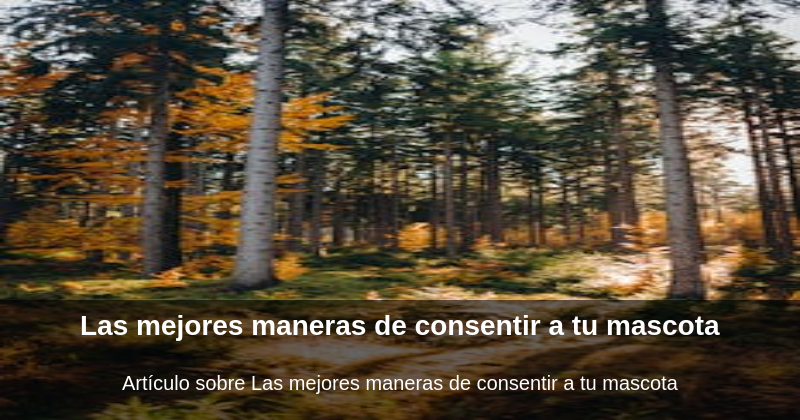 Las mejores maneras de consentir a tu mascota
Artículo sobre Las mejores maneras de consentir a tu mascota